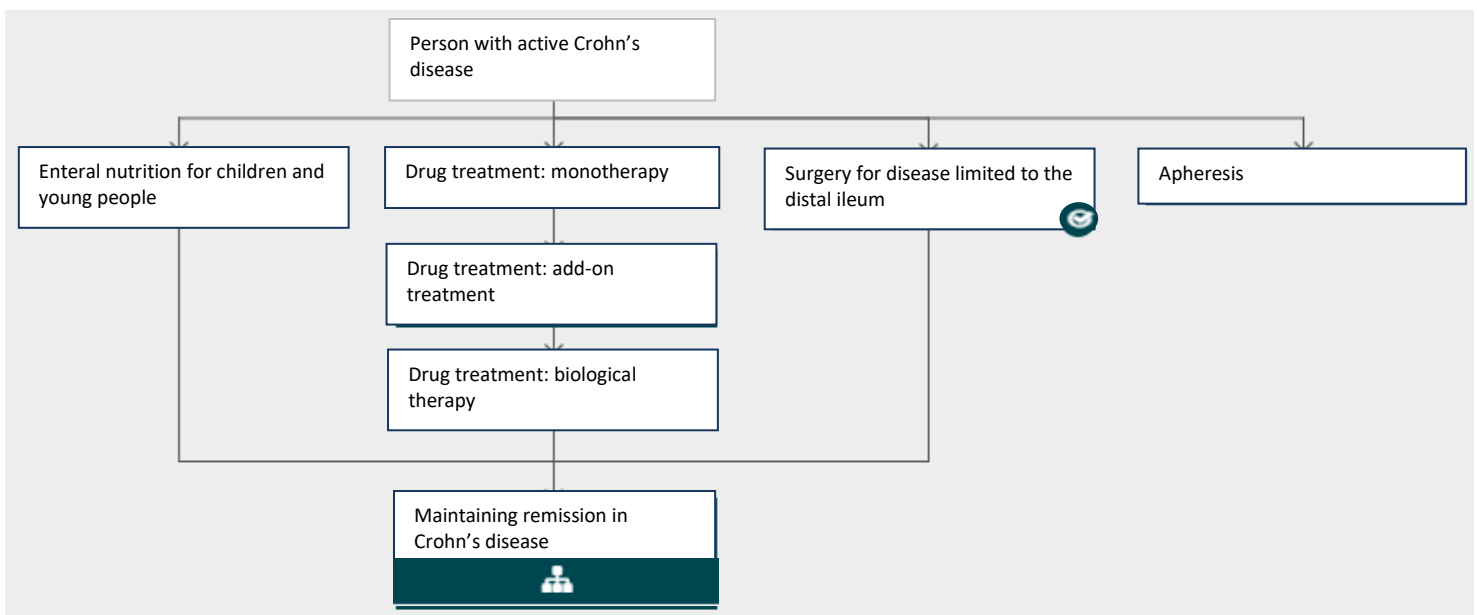 Person with active Crohn’s
disease
Enteral nutrition for children and
young people
Drug treatment: monotherapy
Surgery for disease limited to the
distal ileum
Apheresis
Drug treatment: add-on
treatment
Drug treatment: biological
therapy
Maintaining remission in
Crohn’s disease